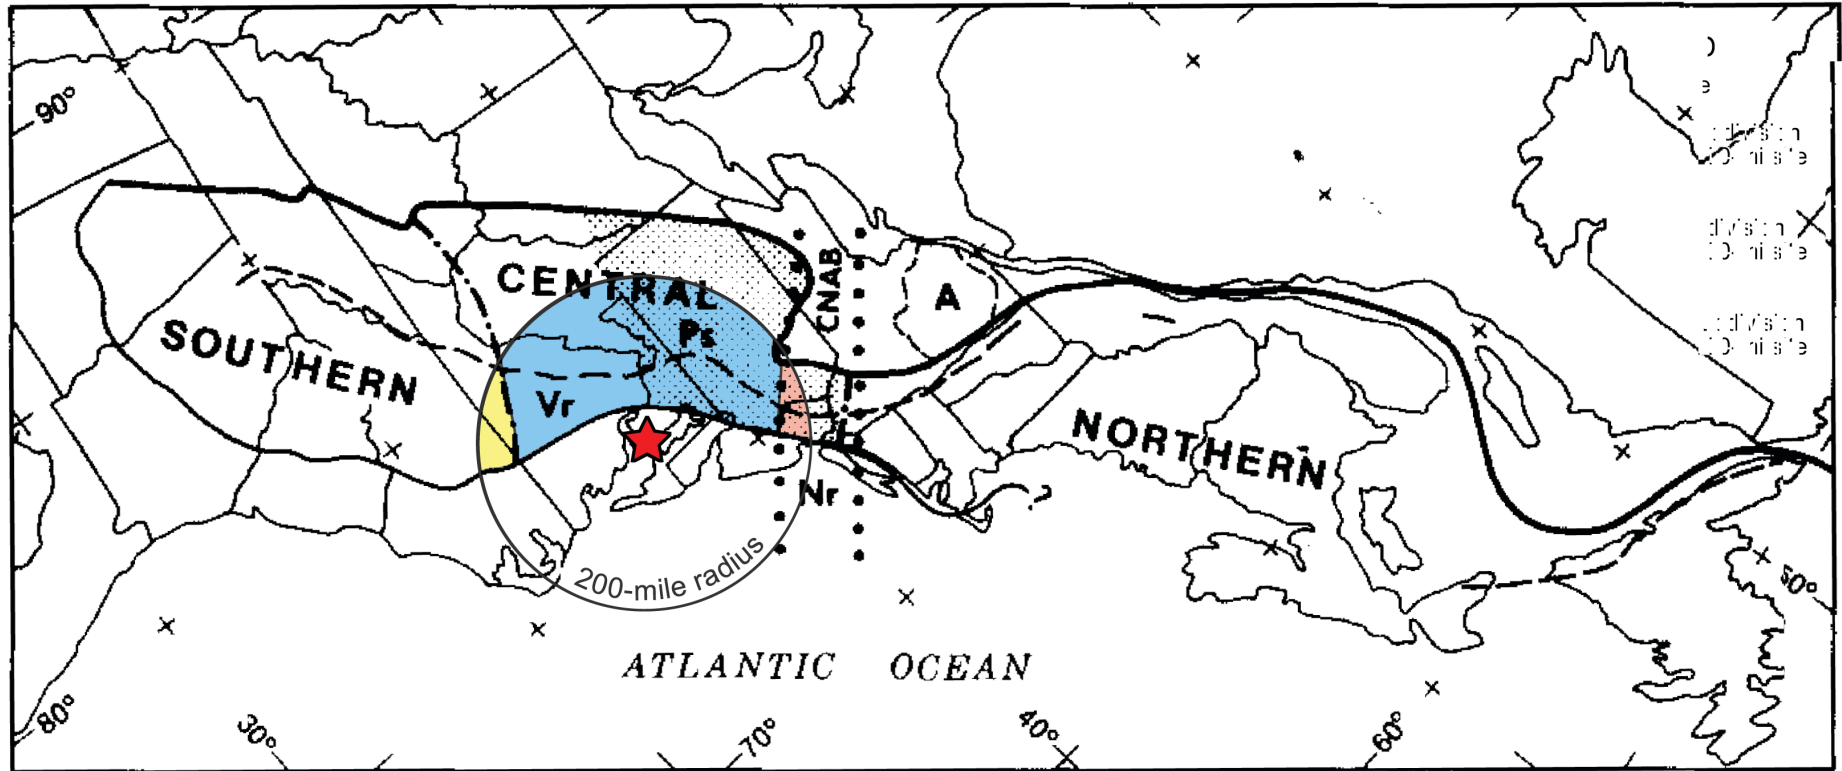 90°
CENTRAL
CNAB
A
SOUTHERN
Ps
Vr
NORTHERN
Nr
?
200-mile radius
50°
ATLANTIC OCEAN
80°
30°
70°
40°
60°